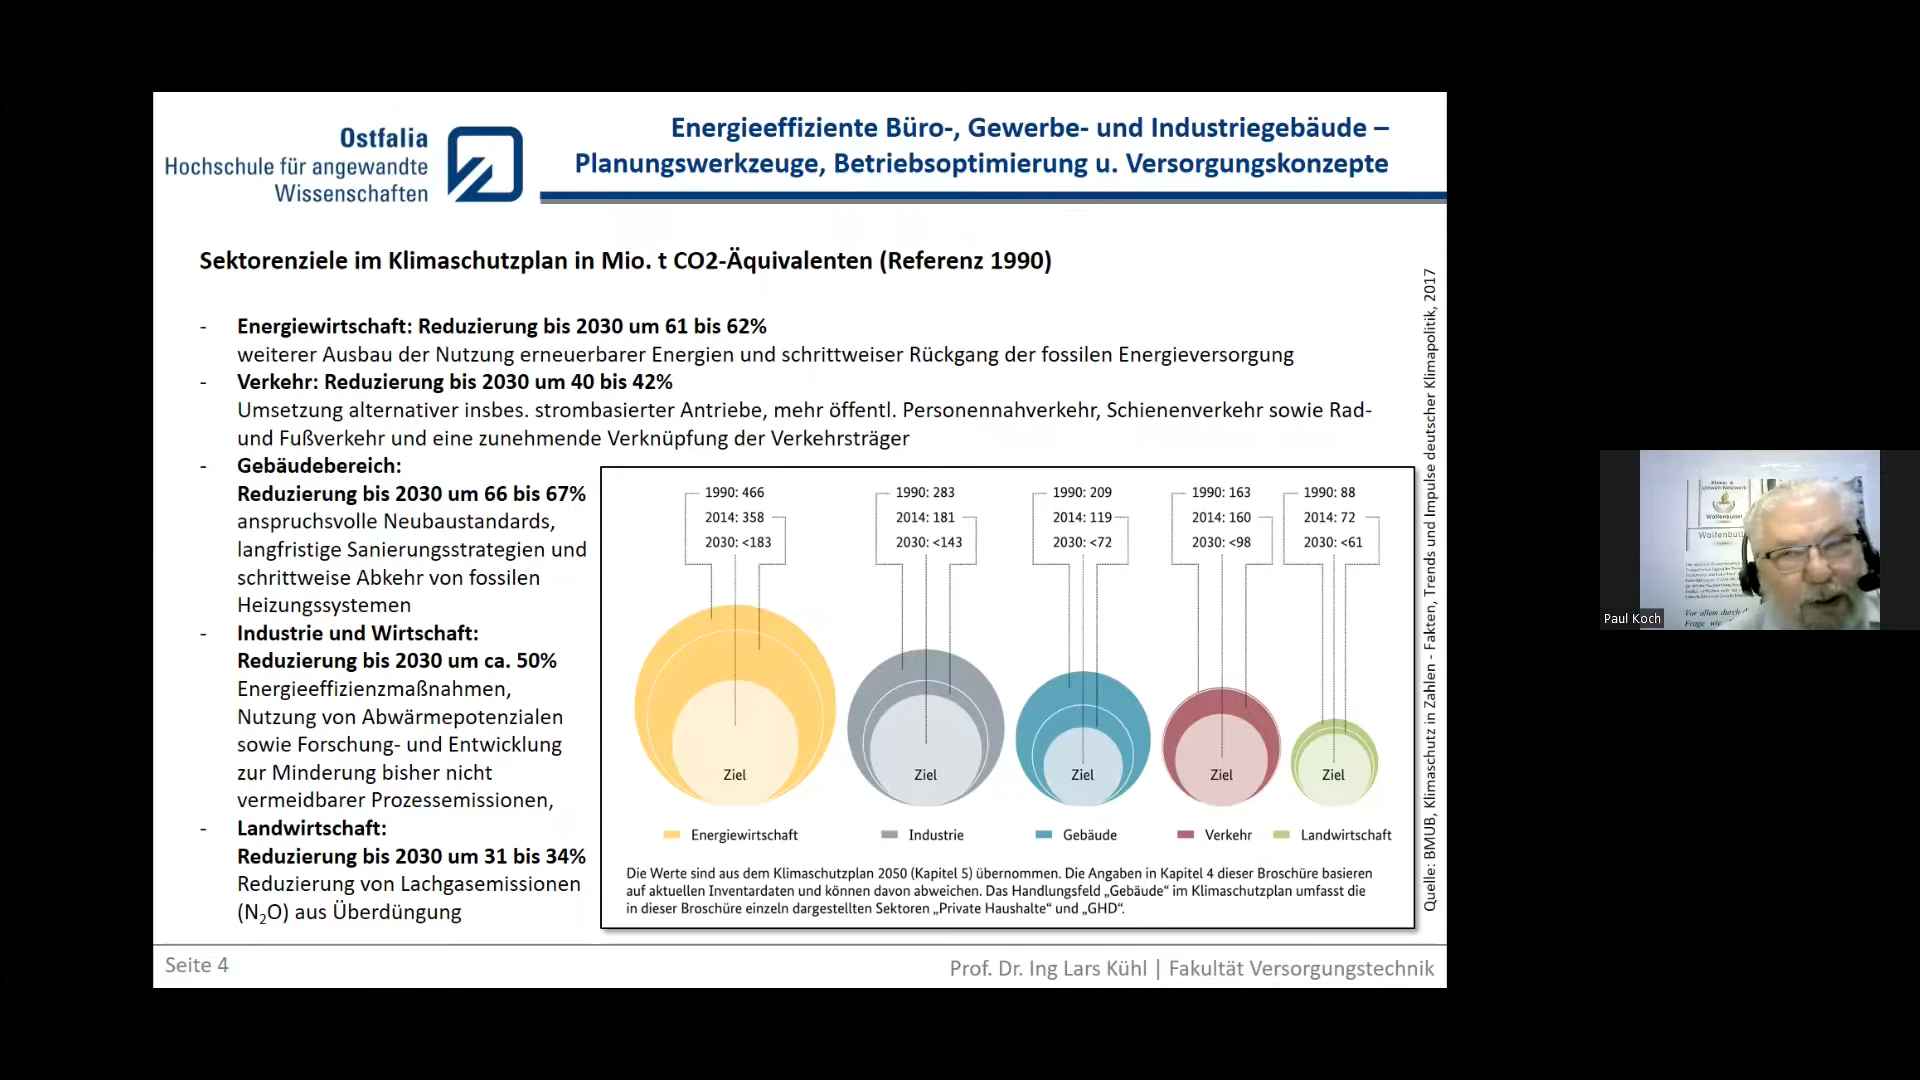 Ostfalia
Hochschule für angewandte
Wissenschaften
Energieeffiziente Büro-, Gewerbe- und Industriegebäude –
Planungswerkzeuge, Betriebsoptimierung u. Versorgungskonzepte
Sektorenziele im Klimaschutzplan in Mio. t CO2-Äquivalenten (Referenz 1990)
- Energiewirtschaft: Reduzierung bis 2030 um 61 bis 62%
weiterer Ausbau der Nutzung erneuerbarer Energien und schrittweiser Rückgang der fossilen Energieversorgung
- Verkehr: Reduzierung bis 2030 um 40 bis 42%
Umsetzung alternativer insbes. strombasierter Antriebe, mehr öffentl. Personennahverkehr, Schienenverkehr sowie Rad-
und Fußverkehr und eine zunehmende Verknüpfung der Verkehrsträger
- Gebäudebereich:
Reduzierung bis 2030 um 66 bis 67%
anspruchsvolle Neubaustandards,
langfristige Sanierungsstrategien und
schrittweise Abkehr von fossilen
Heizungssystemen
- Industrie und Wirtschaft:
Reduzierung bis 2030 um ca. 50%
Energieeffizienzmaßnahmen,
Nutzung von Abwärmepotenzialen
sowie Forschung- und Entwicklung
zur Minderung bisher nicht
vermeidbarer Prozessemissionen,
- Landwirtschaft:
Reduzierung bis 2030 um 31 bis 34%
Reduzierung von Lachgasemissionen
(N2O) aus Überdüngung
1990: 466
2014: 358
2030: <183
1990: 283
2014: 181
2030: <143
1990: 209
2014: 119
2030: <72
1990: 163
2014: 160
2030: <98
1990: 88
2014: 72
2030: <61
Ziel
Ziel
Ziel
Ziel
Ziel
Energiewirtschaft
Industrie
Gebäude
Verkehr
Landwirtschaft
Die Werte sind aus dem Klimaschutzplan 2050 (Kapitel 5) übernommen. Die Angaben in Kapitel 4 dieser Broschüre basieren
auf aktuellen Inventardaten und können davon abweichen. Das Handlungsfeld „Gebäude“ im Klimaschutzplan umfasst die
in dieser Broschüre einzeln dargestellten Sektoren „Private Haushalte“ und „GHD“.
Quelle: BMUB, Klimaschutz in Zahlen - Fakten, Trends und Impulse deutscher Klimapolitik, 2017
Seite 4
Prof. Dr. Ing Lars Kühl | Fakultät Versorgungstechnik
Klima- &
Umwelt-Netzwerk
Wolfenbüttel
Vor allem durch
Frage wie
Paul Koch